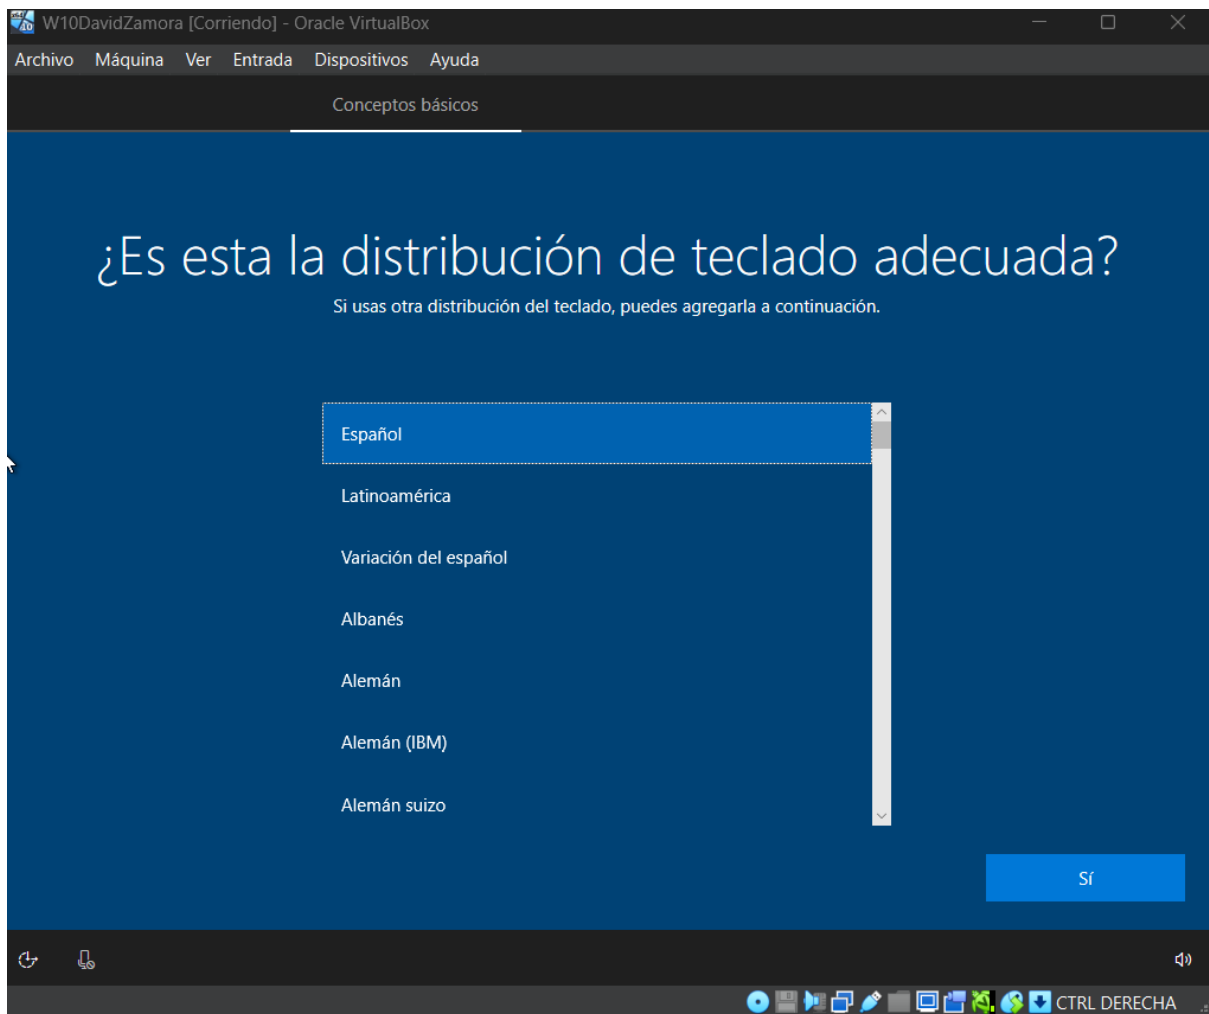 W10DavidZamora [Corriendo] - Oracle VirtualBox
Archivo Máquina Ver Entrada Dispositivos Ayuda
Conceptos básicos
¿Es esta la distribución de teclado adecuada?
Si usas otra distribución del teclado, puedes agregarla a continuación.
Español
Latinoamérica
Variación del español
Albanés
Alemán
Alemán (IBM)
Alemán suizo
Sí
CTRL DERECHA